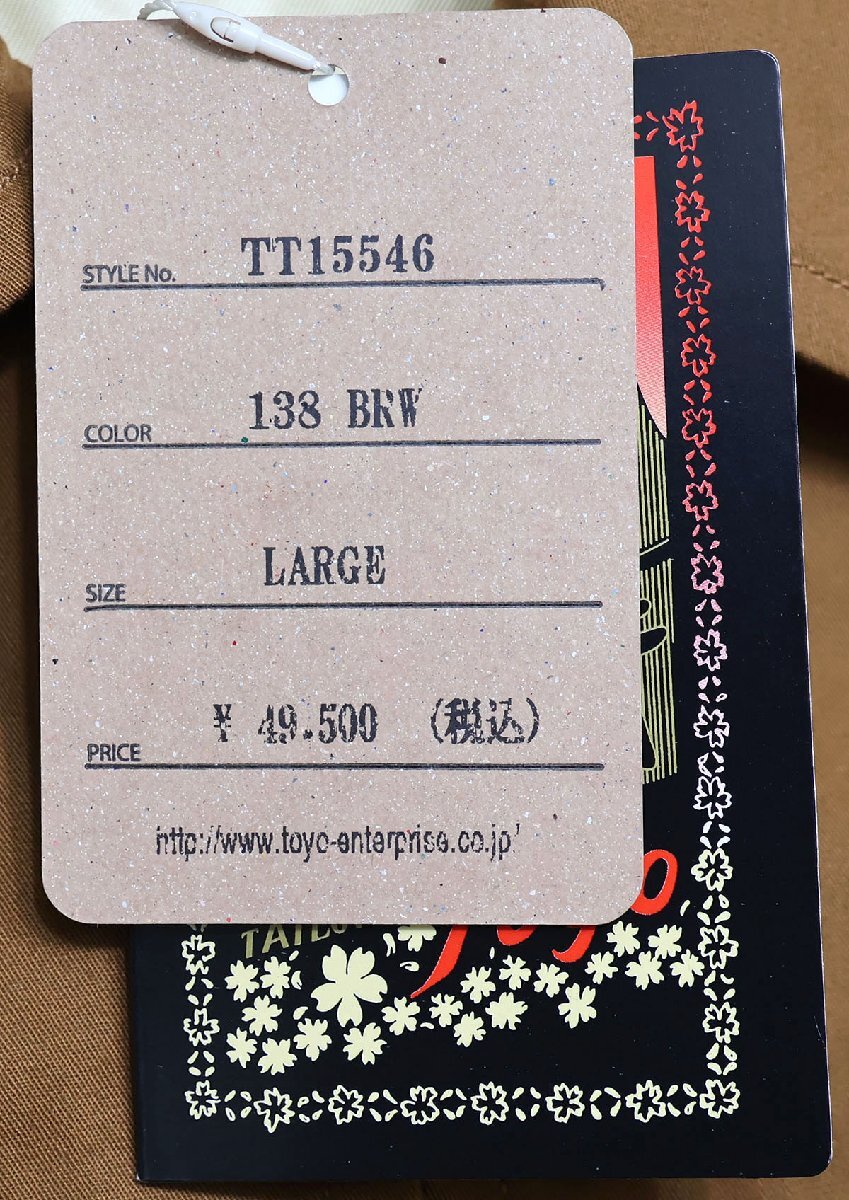 STYLE No. TT15546
COLOR 138 BRW
SIZE LARGE
PRICE ¥ 49.500 (税込)
http://www.toyo-enterprise.co.jp